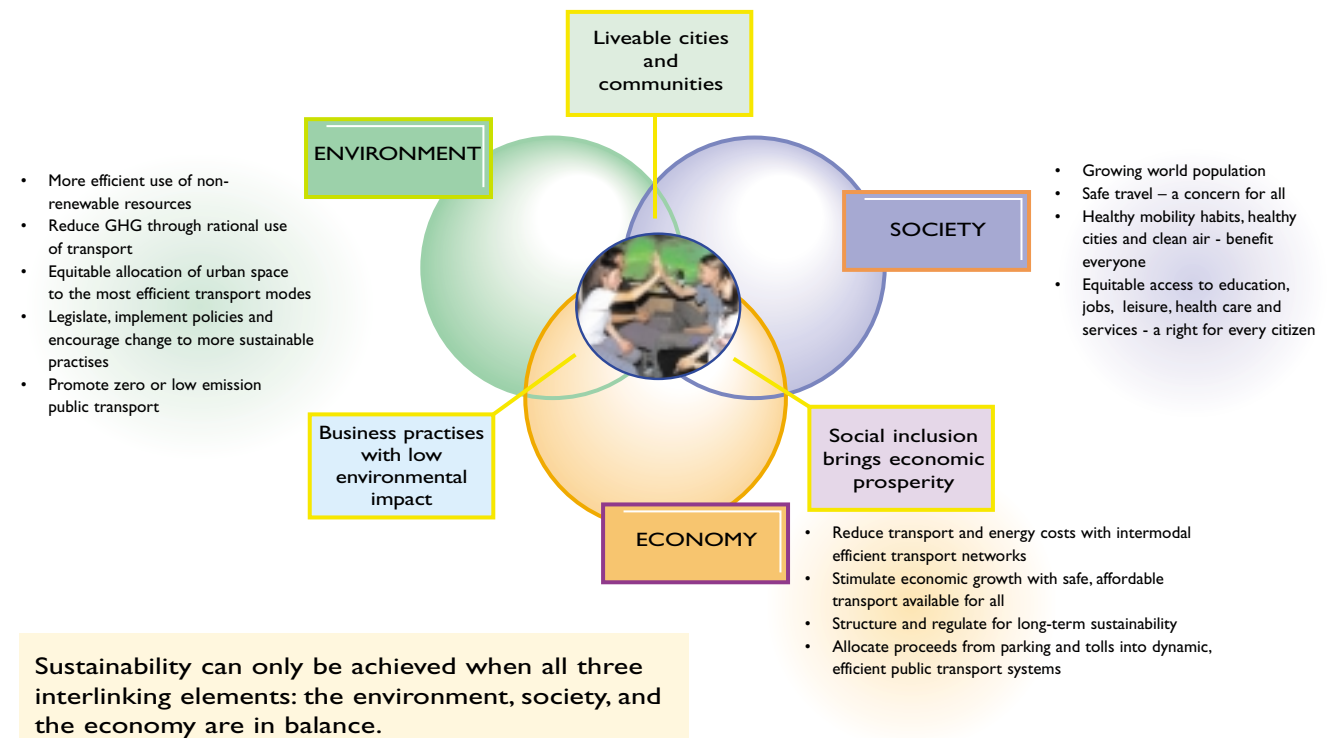 Liveable cities
and
communities
ENVIRONMENT
• More efficient use of non-
renewable resources
• Reduce GHG through rational use
of transport
• Equitable allocation of urban space
to the most efficient transport modes
• Legislate, implement policies and
encourage change to more sustainable
practises
• Promote zero or low emission
public transport
SOCIETY
• Growing world population
• Safe travel – a concern for all
• Healthy mobility habits, healthy
cities and clean air - benefit
everyone
• Equitable access to education,
jobs, leisure, health care and
services - a right for every citizen
Business practises
with low
environmental
impact
Social inclusion
brings economic
prosperity
ECONOMY
• Reduce transport and energy costs with intermodal
efficient transport networks
• Stimulate economic growth with safe, affordable
transport available for all
• Structure and regulate for long-term sustainability
• Allocate proceeds from parking and tolls into dynamic,
efficient public transport systems
Sustainability can only be achieved when all three
interlinking elements: the environment, society, and
the economy are in balance.